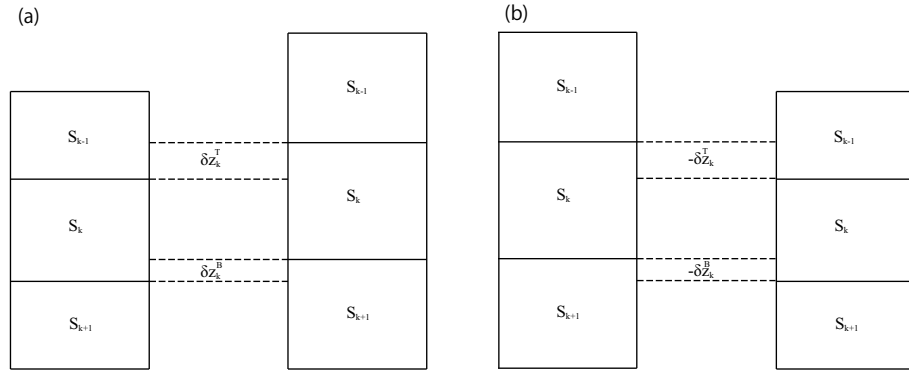 (a)
S_{k-1}
S_{k-1}
δz_k^T
S_k
S_k
δz_k^B
S_{k+1}
S_{k+1}
(b)
S_{k-1}
S_{k-1}
-δz_k^T
S_k
S_k
-δz_k^B
S_{k+1}
S_{k+1}